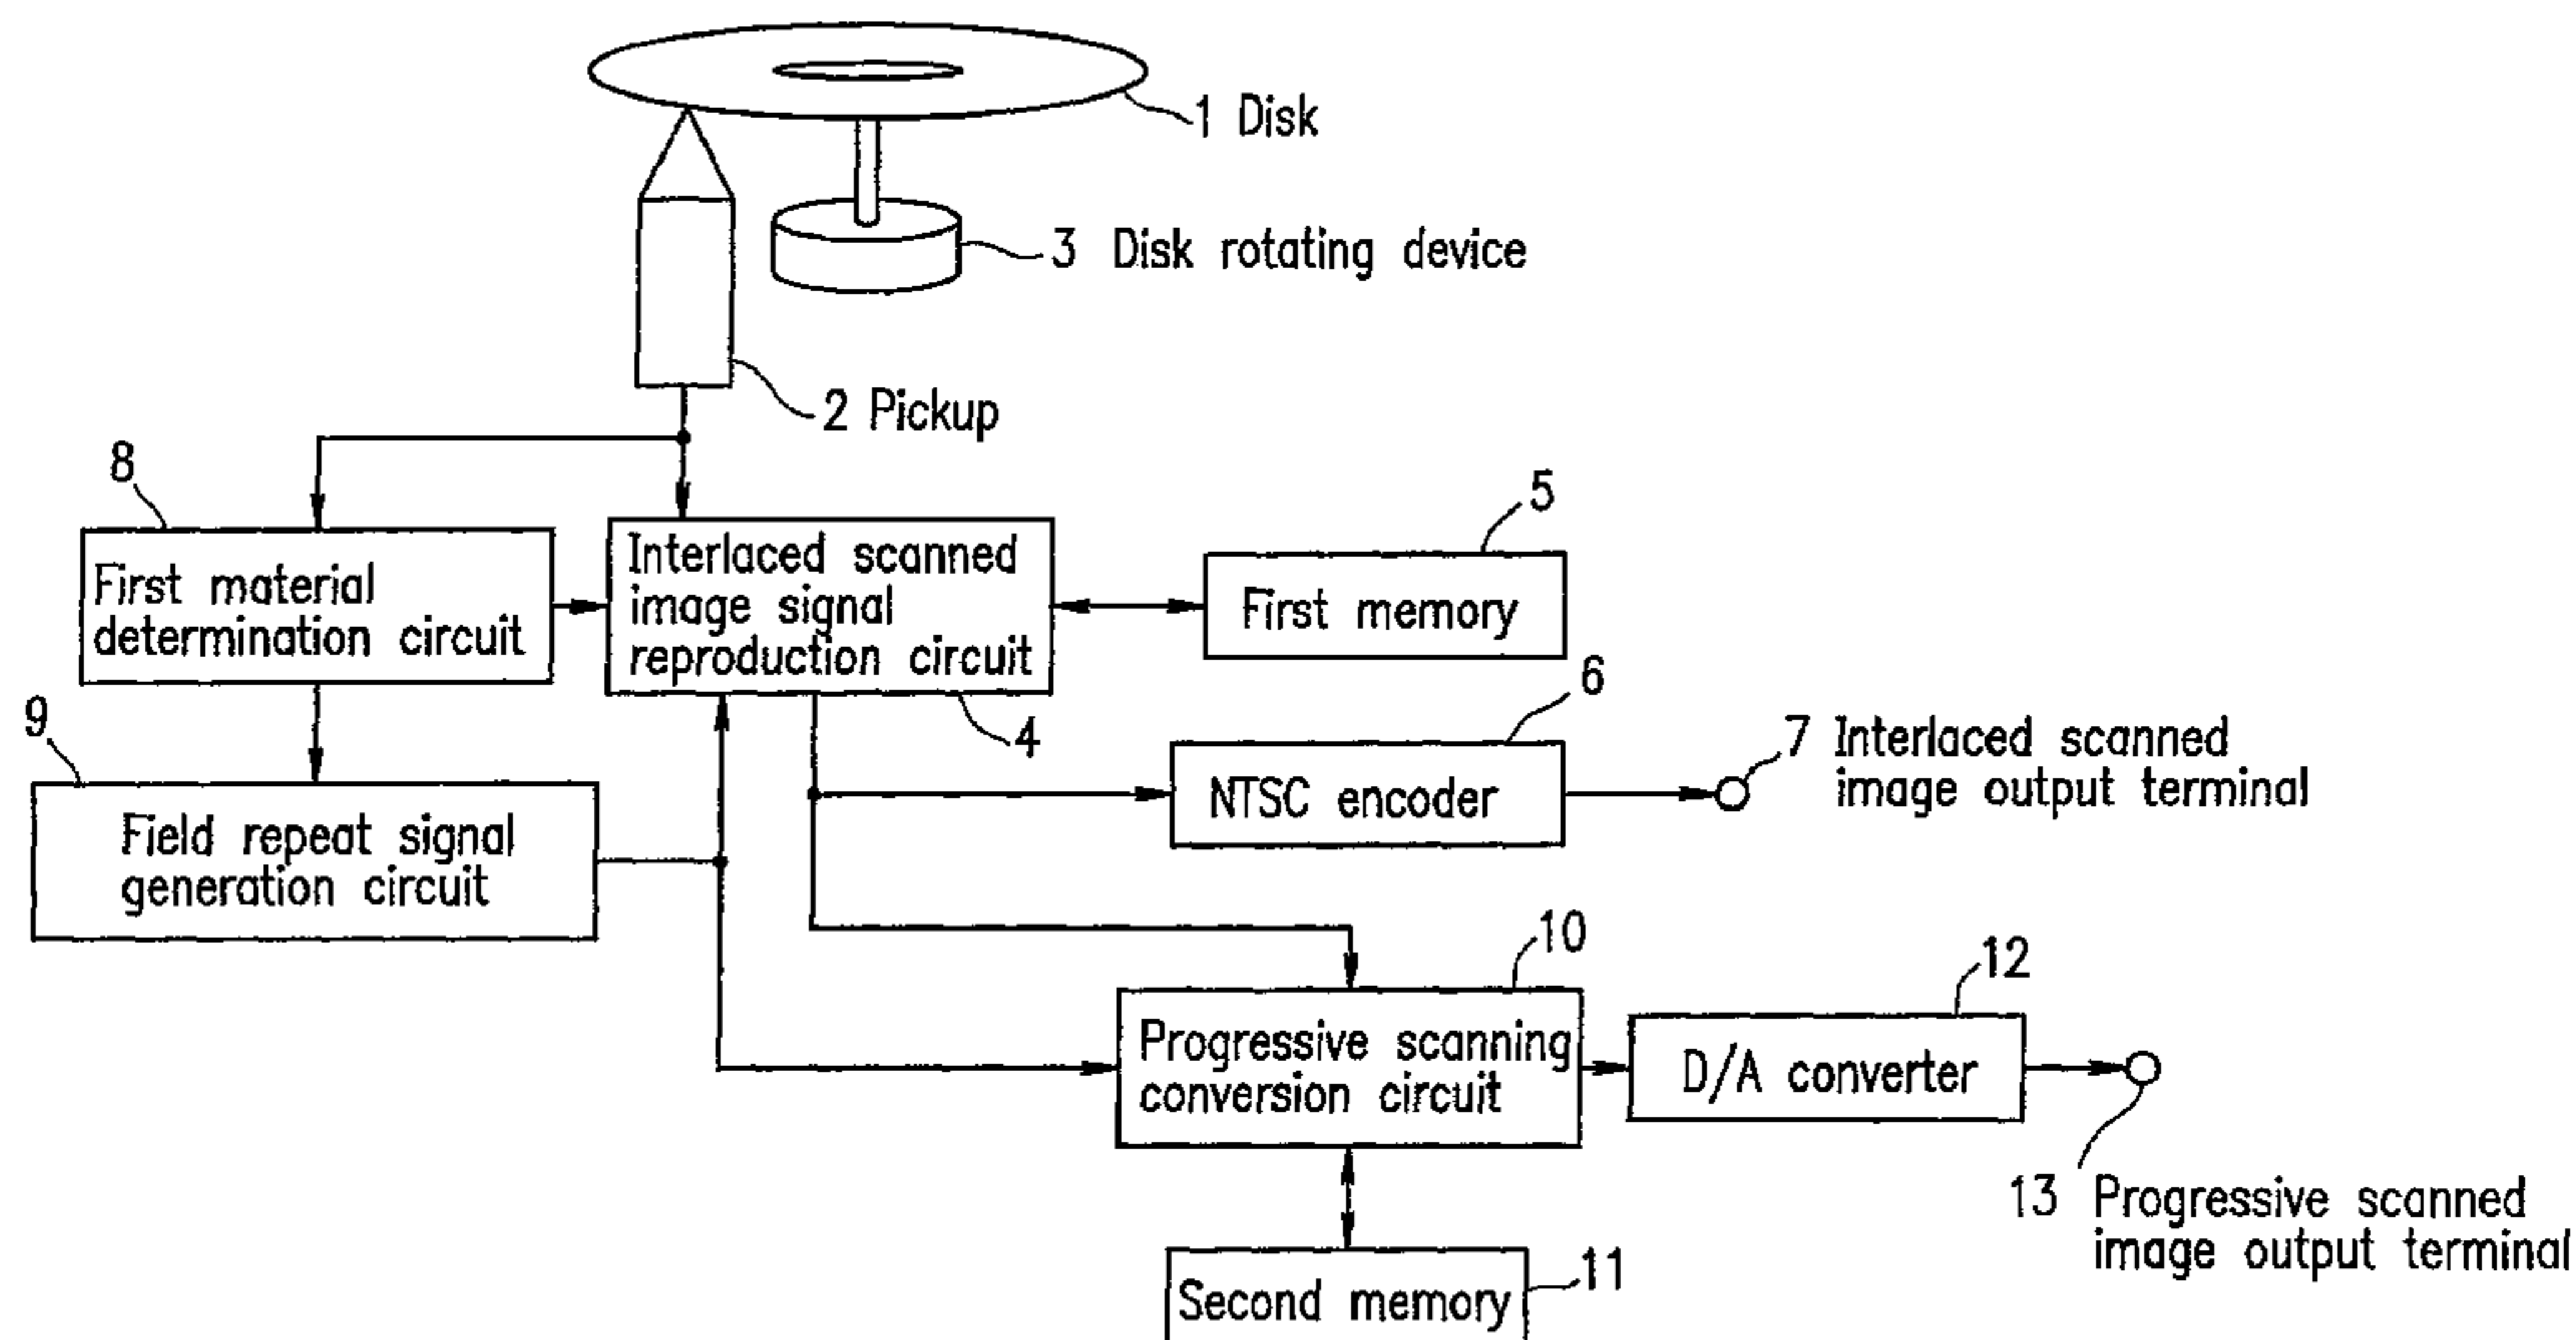 1 Disk
3 Disk rotating device
2 Pickup
8
First material
determination circuit
Interlaced scanned
image signal
reproduction circuit
4
5
First memory
9
Field repeat signal
generation circuit
6
NTSC encoder
7 Interlaced scanned
image output terminal
10
Progressive scanning
conversion circuit
12
D/A converter
13 Progressive scanned
image output terminal
Second memory
11